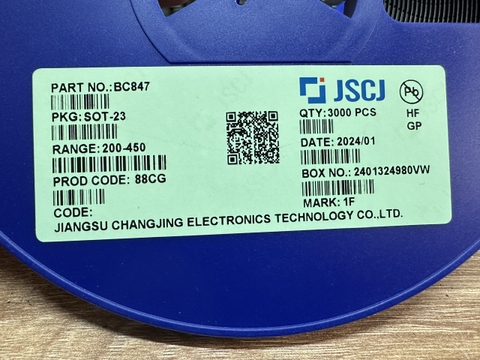 PART NO.:BC847
JSCJ
Pb
PKG:SOT-23
QTY:3000 PCS
HF
GP
RANGE: 200-450
DATE: 2024/01
PROD CODE: 88CG
BOX NO.: 2401324980VW
CODE:
MARK: 1F
JIANGSU CHANGJING ELECTRONICS TECHNOLOGY CO.,LTD.